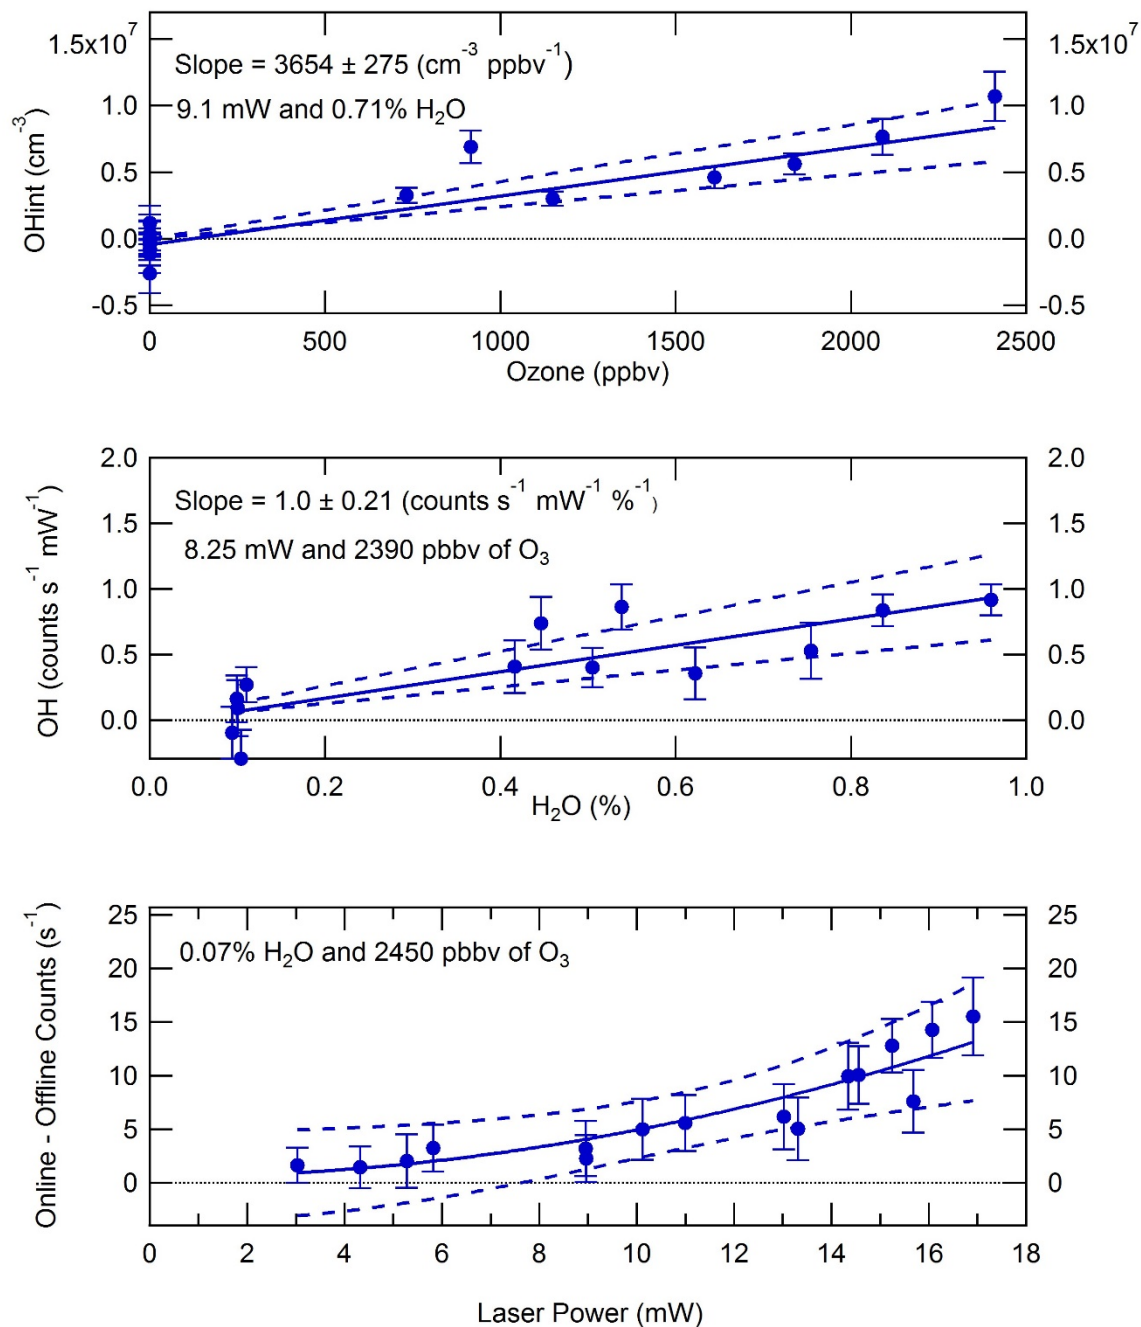 1.5x10⁷ 1.5x10⁷
Slope = 3654 ± 275 (cm⁻³ ppbv⁻¹)
9.1 mW and 0.71% H₂O
1.0 1.0
0.5 0.5
0.0 0.0
-0.5 -0.5
OHint (cm⁻³)
0 500 1000 1500 2000 2500
Ozone (ppbv)
2.0 2.0
Slope = 1.0 ± 0.21 (counts s⁻¹ mW⁻¹ %⁻¹)
1.5 1.5
8.25 mW and 2390 pbbv of O₃
1.0 1.0
0.5 0.5
0.0 0.0
OH (counts s⁻¹ mW⁻¹)
0.0 0.2 0.4 0.6 0.8 1.0
H₂O (%)
25 25
0.07% H₂O and 2450 pbbv of O₃
20 20
15 15
10 10
5 5
0 0
Online - Offline Counts (s⁻¹)
0 2 4 6 8 10 12 14 16 18
Laser Power (mW)